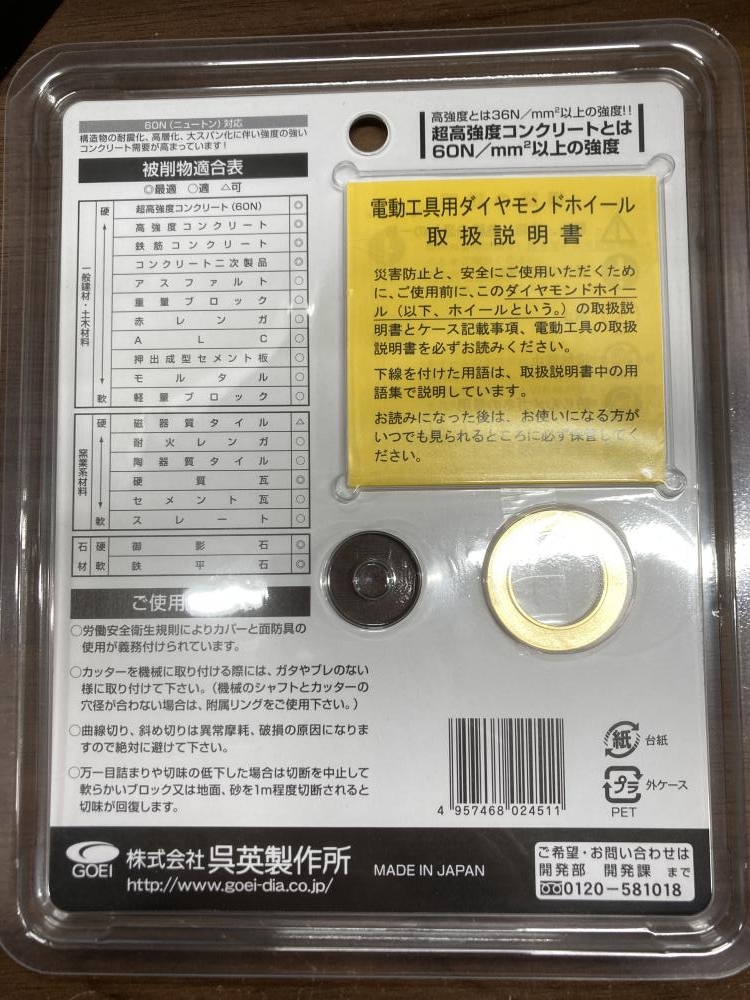 60N(ニュートン)対応
構造物の耐震化、高層化、大スパン化に伴い強度の強い
コンクリート需要が高まっています！
被削物適合表
◎最適 ○適 △可
一般建材・土木材料
硬 超高強度コンクリート(60N) ◎
高強度コンクリート ◎
鉄筋コンクリート ◎
コンクリート二次製品 ◎
アスファルト ○
重量ブロック ○
赤レンガ ○
ALC ○
押出成型セメント板 ○
モルタル ○
軟 軽量ブロック ○
窯業系材料
硬 磁器質タイル △
耐火レンガ ○
陶器質タイル ○
硬質瓦 ◎
セメント瓦 ○
軟 スレート ○
石材
硬 御影石 ◎
軟 鉄平石 ◎
ご使用
○労働安全衛生規則によりカバーと面防具の
使用が義務付けられています。
○カッターを機械に取り付ける際には、ガタやブレのない
様に取り付けて下さい。(機械のシャフトとカッターの
穴径が合わない場合は、附属リングをご使用下さい。)
○曲線切り、斜め切りは異常摩耗、破損の原因になりま
すので絶対に避けて下さい。
○万一目詰まりや切味の低下した場合は切断を中止して
軟らかいブロック又は地面、砂を1m程度切断されると
切味が回復します。
高強度とは36N/mm²以上の強度!!
超高強度コンクリートとは
60N/mm²以上の強度
電動工具用ダイヤモンドホイール
取扱説明書
災害防止と、安全にご使用いただくため
に、ご使用前に、このダイヤモンドホイー
ル(以下、ホイールという。)の取扱説
明書とケース記載事項、電動工具の取扱
説明書を必ずお読みください。
下線を付けた用語は、取扱説明書中の用
語集で説明しています。
お読みになった後は、お使いになる方が
いつでも見られるところに必ず保管してく
ださい。
4 957468 024511
紙 台紙
プラ 外ケース
PET
GOEI
株式会社 呉英製作所
http://www.goei-dia.co.jp/
MADE IN JAPAN
ご希望・お問い合わせは
開発部 開発課 まで
0120-581018